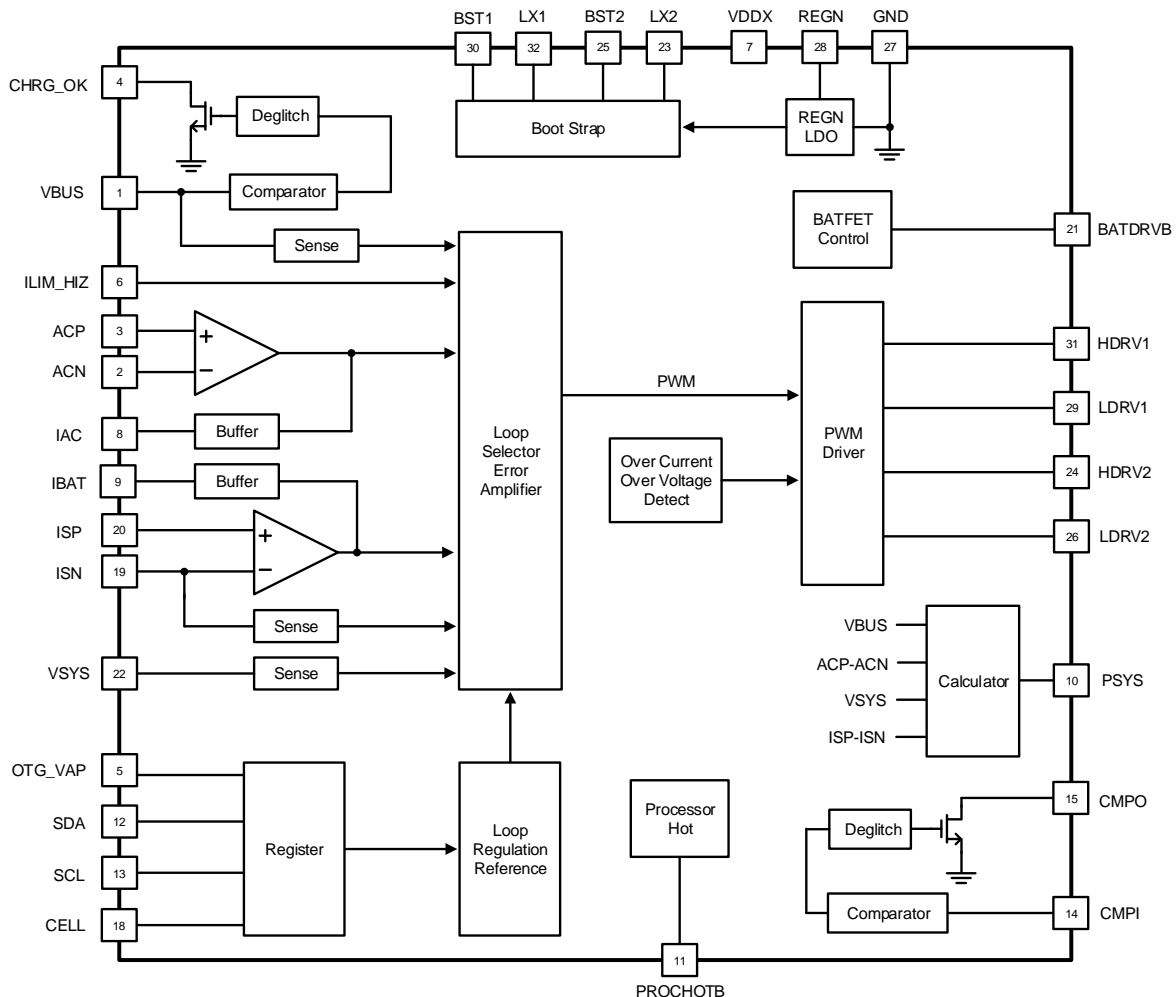 BST1 LX1 BST2 LX2 VDDX REGN GND
30 32 25 23 7 28 27
CHRG_OK 4
Deglitch
Boot Strap
REGN
LDO
VBUS 1
Comparator
Sense
BATFET
Control
21 BATDRVB
ILIM_HIZ 6
ACP 3
+
ACN 2
−
IAC 8
Buffer
IBAT 9
Buffer
ISP 20
+
ISN 19
−
Sense
VSYS 22
Sense
Loop
Selector
Error
Amplifier
PWM
Over Current
Over Voltage
Detect
PWM
Driver
31 HDRV1
29 LDRV1
24 HDRV2
26 LDRV2
VBUS
ACP-ACN
VSYS
ISP-ISN
Calculator
10 PSYS
OTG_VAP 5
SDA 12
SCL 13
CELL 18
Register
Loop
Regulation
Reference
Processor
Hot
11
PROCHOTB
15 CMPO
Deglitch
Comparator
14 CMPI